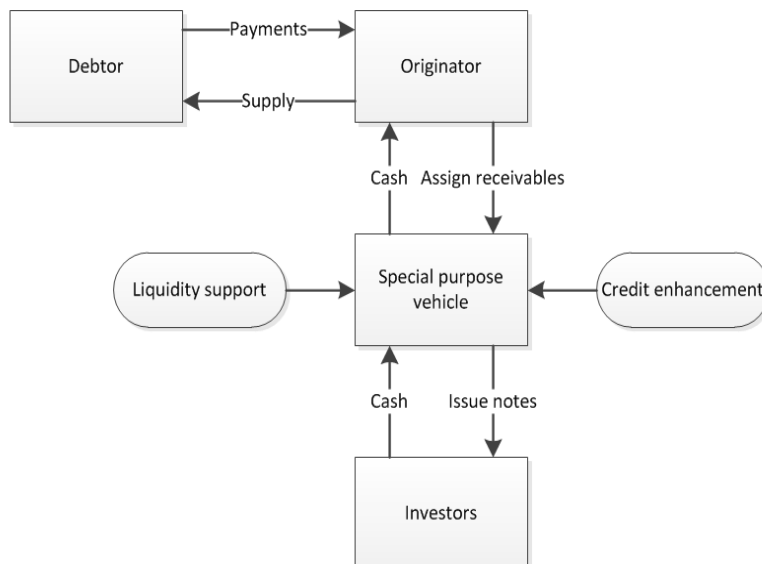 Payments
Debtor
Originator
Supply
Cash
Assign receivables
Liquidity support
Special purpose
vehicle
Credit enhancement
Cash
Issue notes
Investors